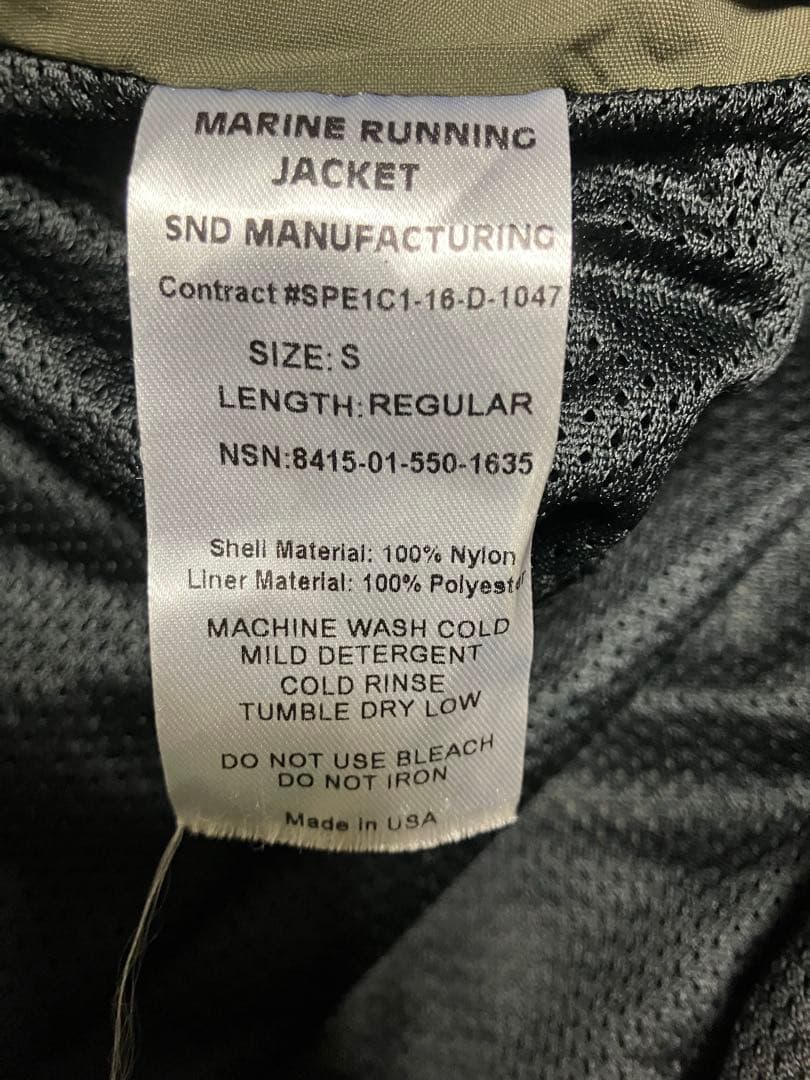 MARINE RUNNING
JACKET
SND MANUFACTURING
Contract #SPE1C1-16-D-1047
SIZE: S
LENGTH: REGULAR
NSN:8415-01-550-1635
Shell Material: 100% Nylon
Liner Material: 100% Polyester
MACHINE WASH COLD
MILD DETERGENT
COLD RINSE
TUMBLE DRY LOW
DO NOT USE BLEACH
DO NOT IRON
Made in USA